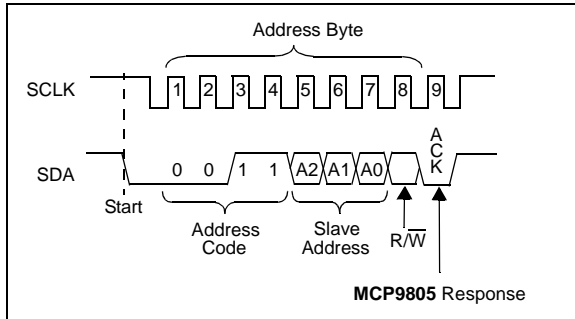 Address Byte
SCLK 1 2 3 4 5 6 7 8 9
SDA 0 0 1 1 A2 A1 A0 ACK
Start
Address Code
Slave Address
R/W̅
MCP9805 Response